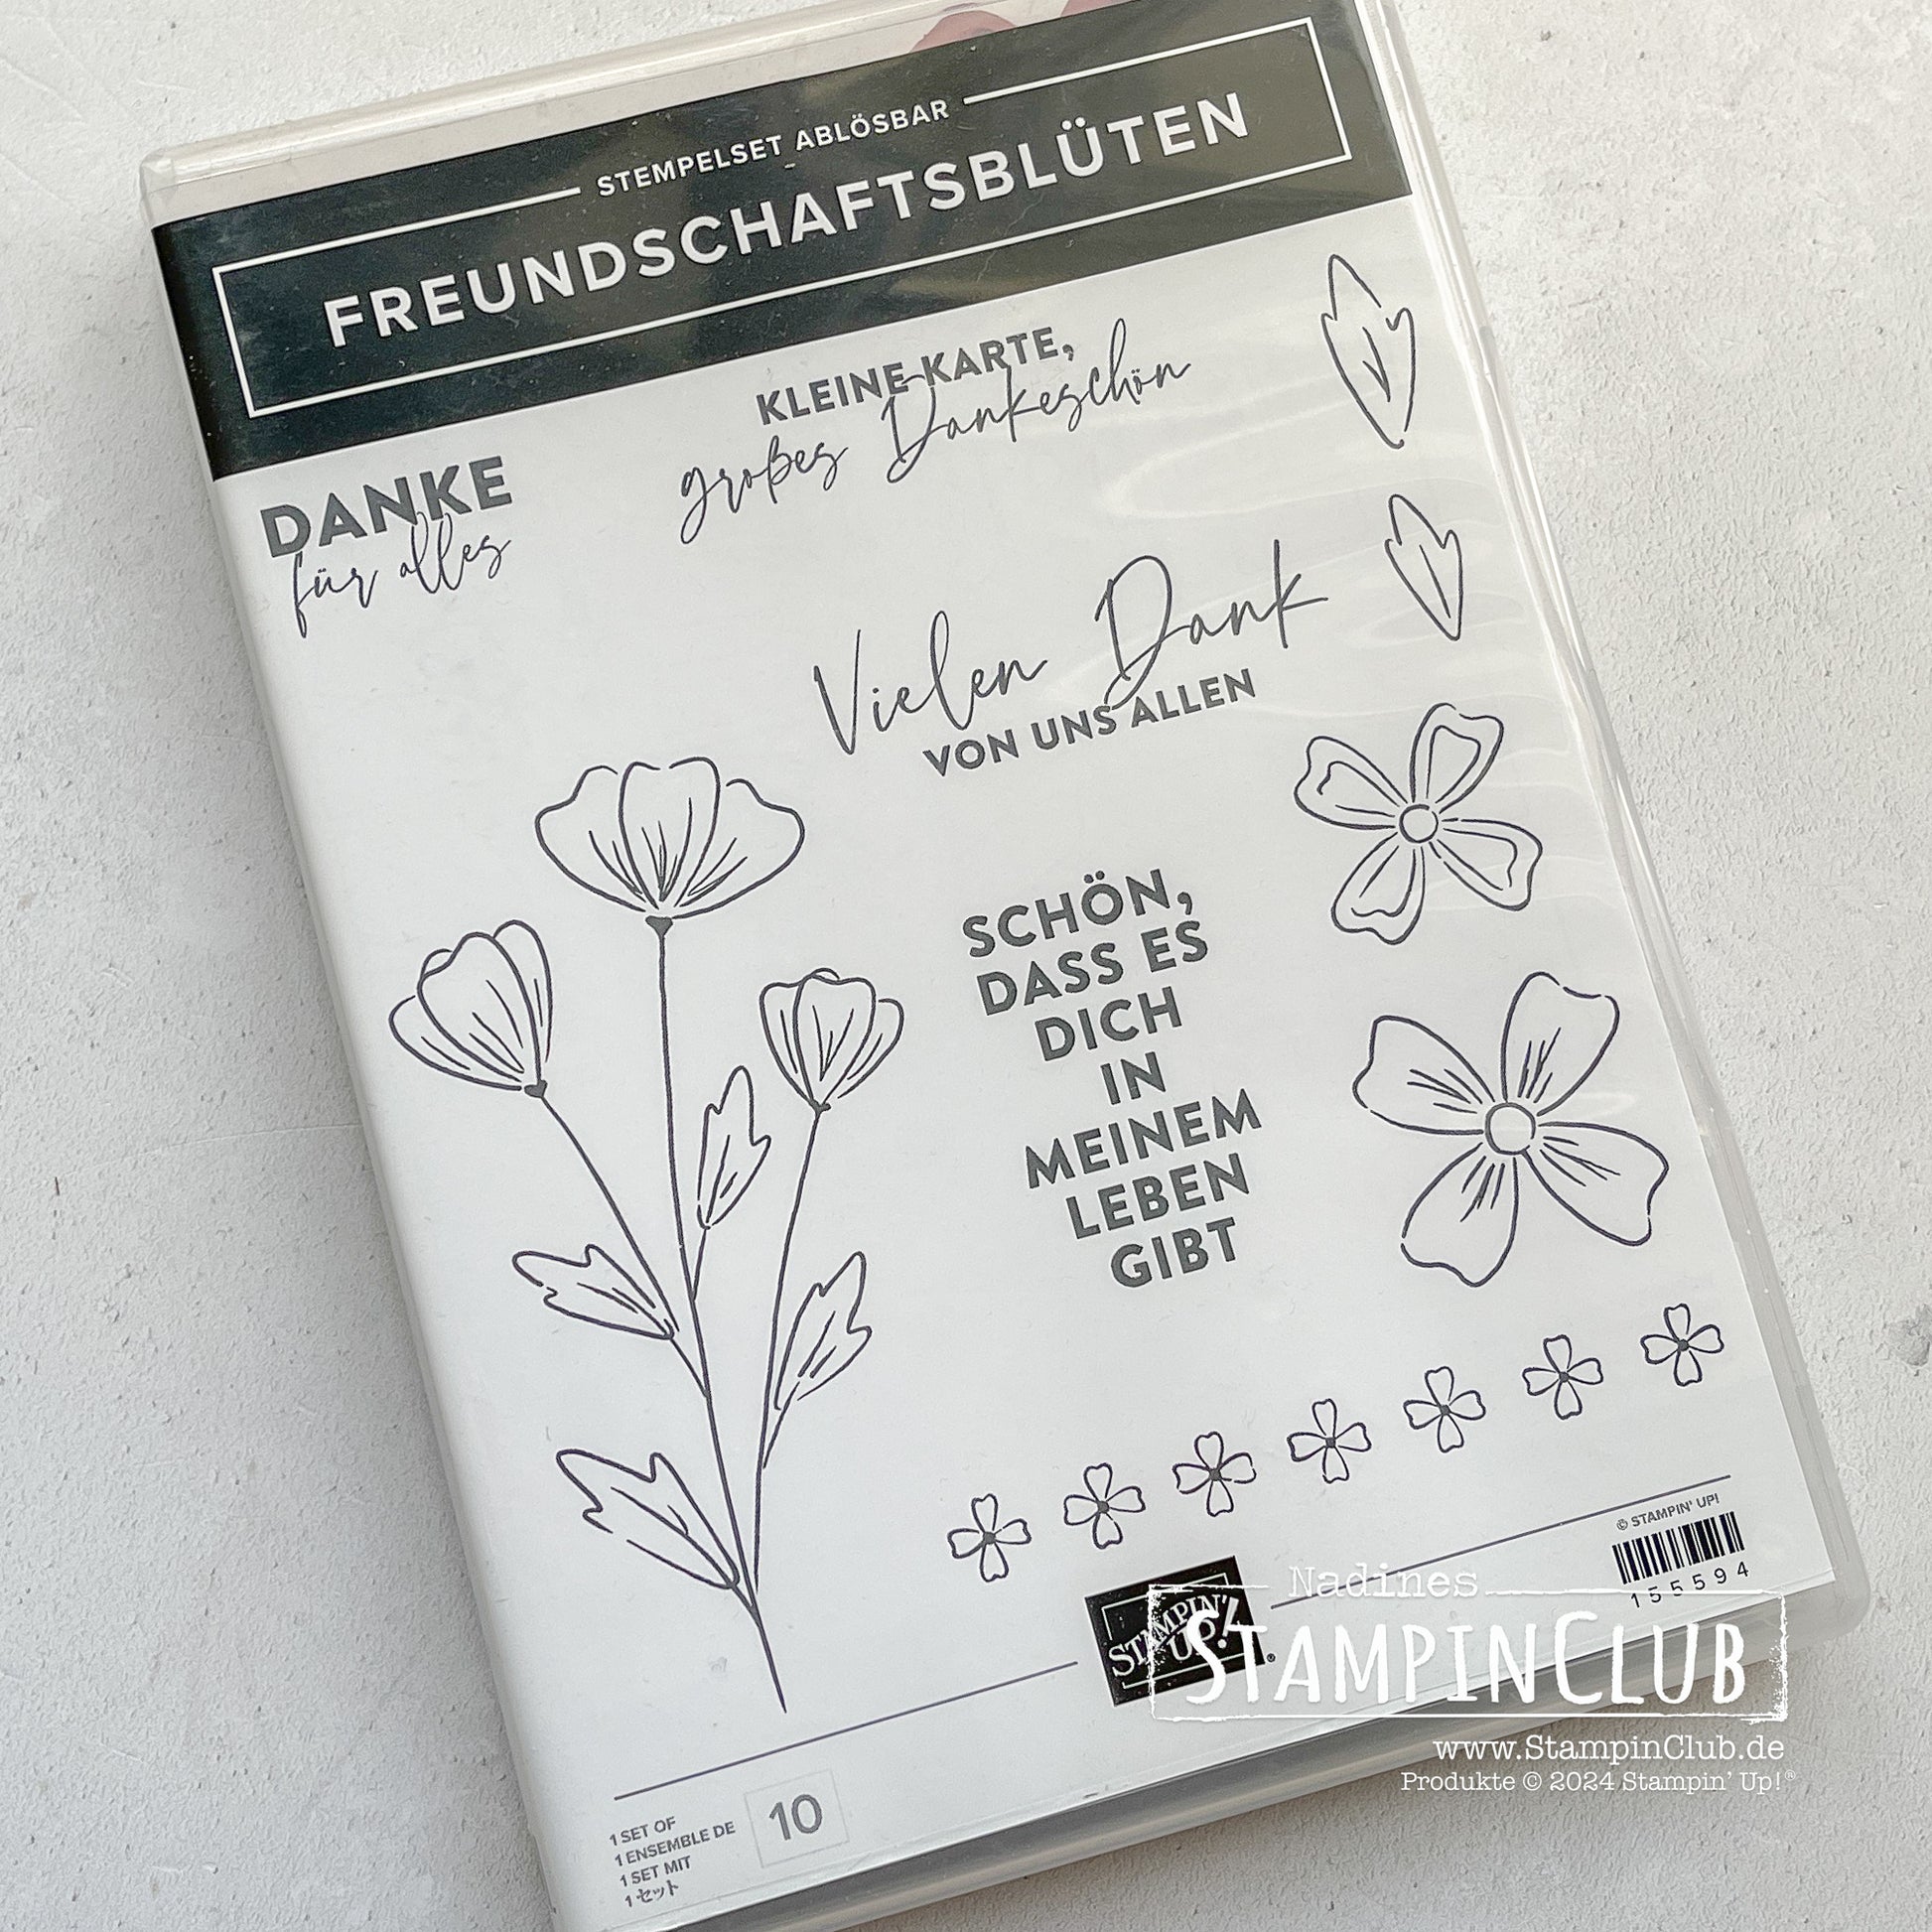 STEMPELSET ABLÖSBAR
FREUNDSCHAFTSBLÜTEN
KLEINE KARTE,
großes Dankeschön
DANKE
für alles
Vielen Dank
VON UNS ALLEN
SCHÖN,
DASS ES
DICH
IN
MEINEM
LEBEN
GIBT
© STAMPIN' UP!
155594
STAMPIN' UP!®
Nadines
STAMPINCLUB
www.StampinClub.de
Produkte © 2024 Stampin' Up!®
1 SET OF
1 ENSEMBLE DE
1 SET MIT
1セット
10